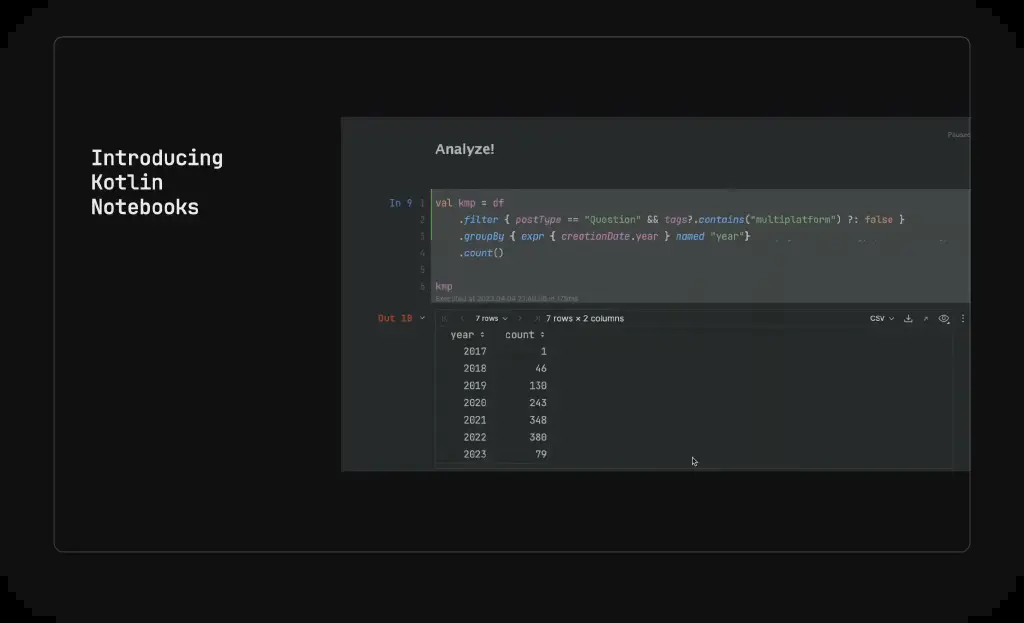 Introducing
Kotlin
Notebooks
Paused
Analyze!
In 9 1 val kmp = df
2 .filter { postType == "Question" && tags?.contains("multiplatform") ?: false }
3 .groupBy { expr { creationDate.year } named "year"}
4 .count()
5
6 kmp
Out 10 7 rows 7 rows × 2 columns CSV
year count
2017 1
2018 46
2019 130
2020 243
2021 348
2022 380
2023 79